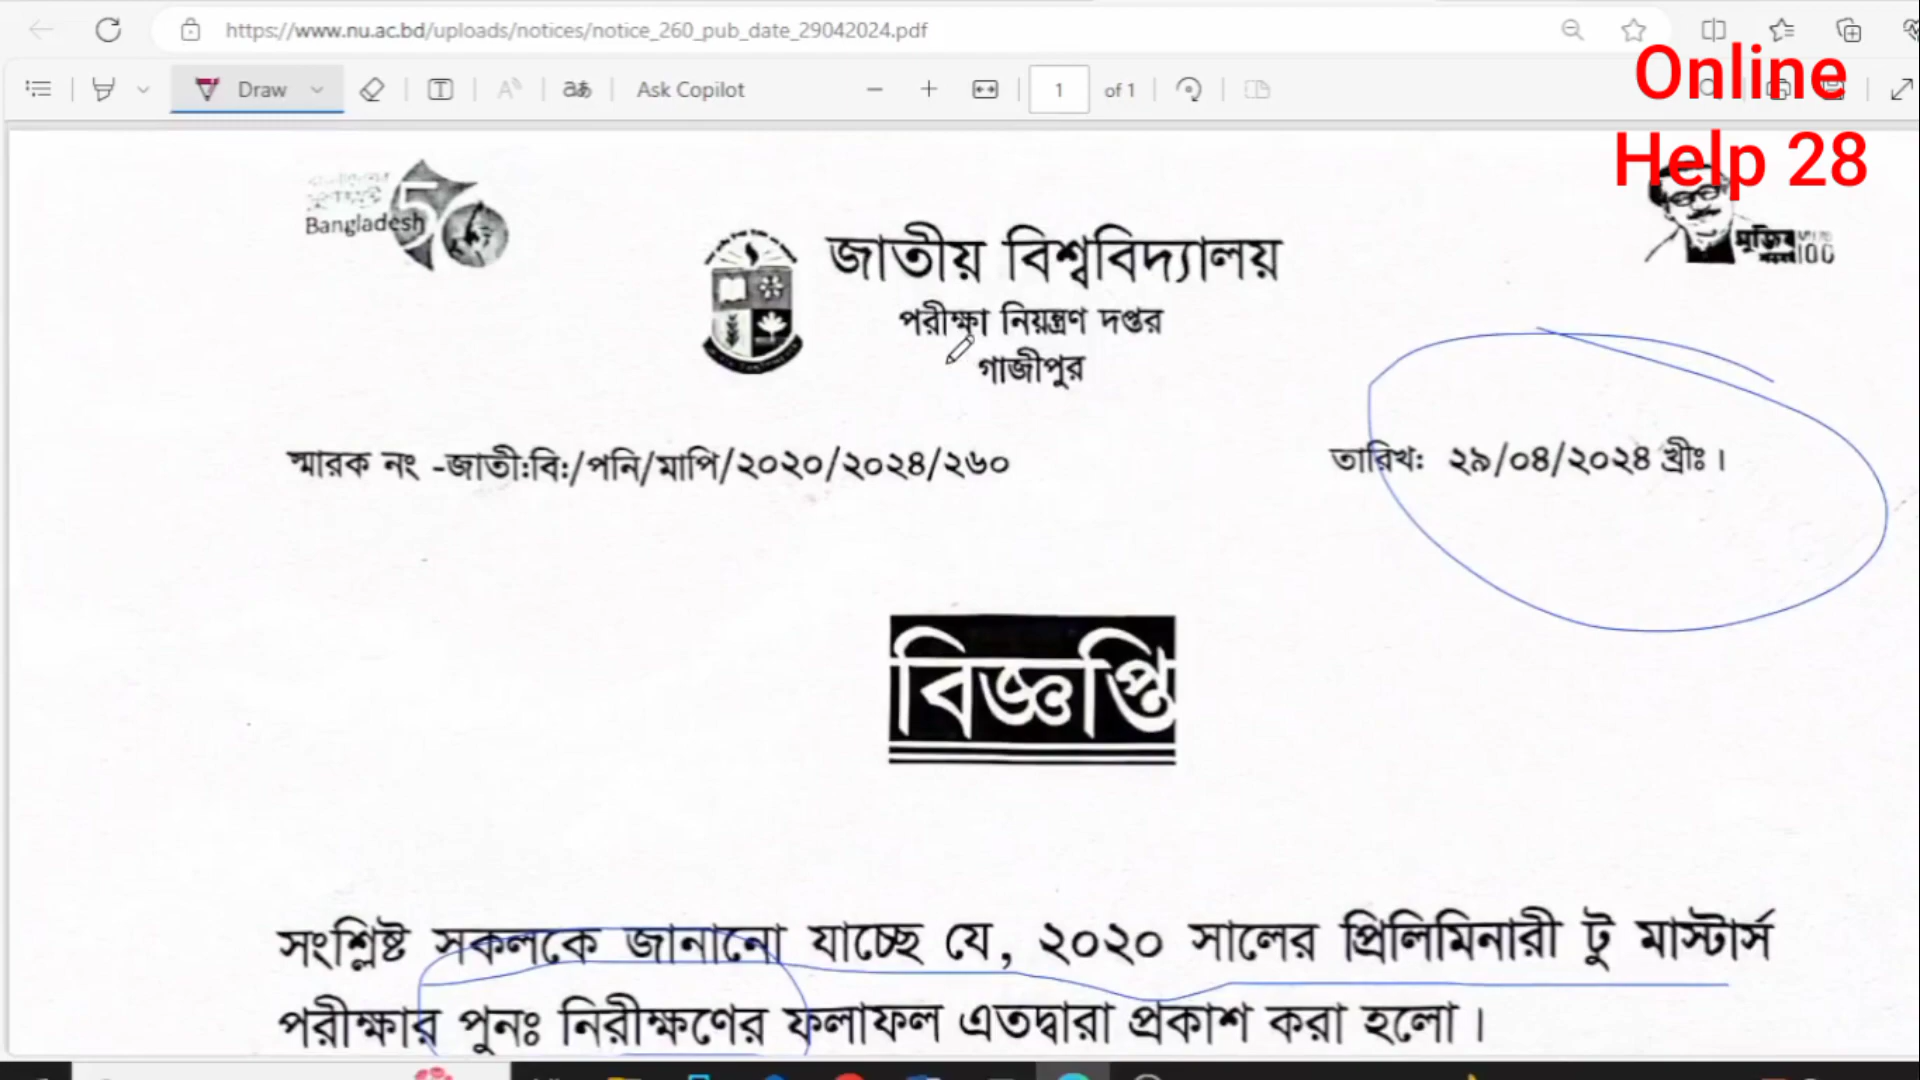 https://www.nu.ac.bd/uploads/notices/notice_260_pub_date_29042024.pdf
Draw
Ask Copilot
1 of 1
Online
Help 28
Bangladesh 50
মুজিব 100
জাতীয় বিশ্ববিদ্যালয়
পরীক্ষা নিয়ন্ত্রণ দপ্তর
গাজীপুর
স্মারক নং -জাতী:বি:/পনি/মাপি/২০২০/২০২৪/২৬০
তারিখঃ ২৯/০৪/২০২৪ খ্রীঃ।
বিজ্ঞপ্তি
সংশ্লিষ্ট সকলকে জানানো যাচ্ছে যে, ২০২০ সালের প্রিলিমিনারী টু মাস্টার্স
পরীক্ষার পুনঃ নিরীক্ষণের ফলাফল এতদ্বারা প্রকাশ করা হলো।